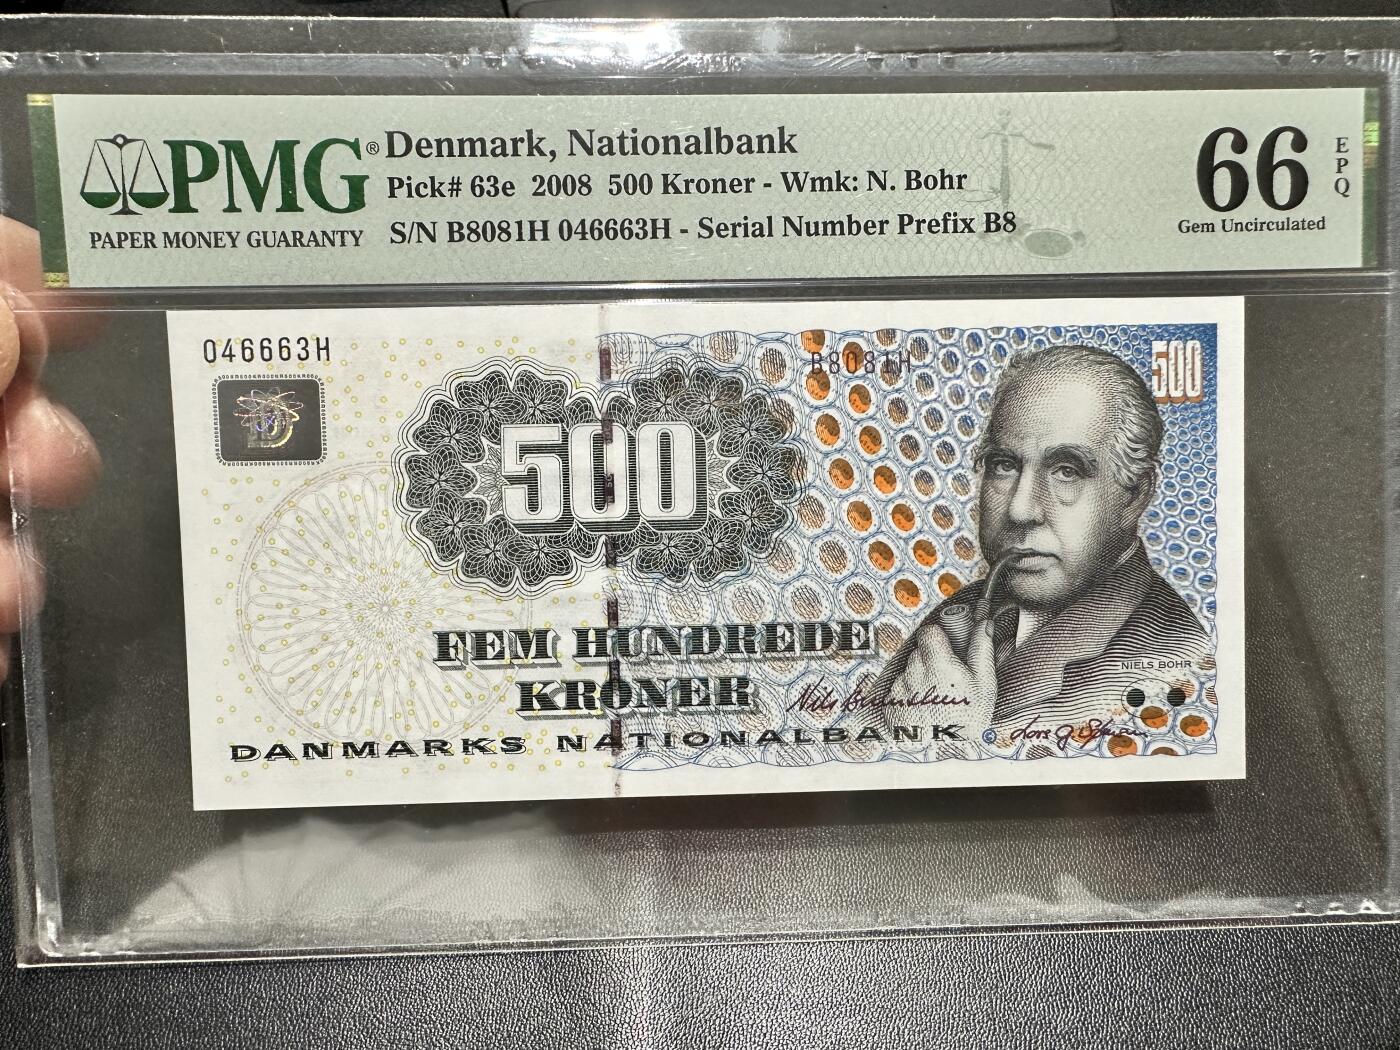 PMG®
PAPER MONEY GUARANTY
Denmark, Nationalbank
Pick# 63e 2008 500 Kroner - Wmk: N. Bohr
S/N B8081H 046663H - Serial Number Prefix B8
66
EPQ
Gem Uncirculated
046663H
B8081H
500
500
FEM HUNDREDE
KRONER
NIELS BOHR
DANMARKS NATIONALBANK